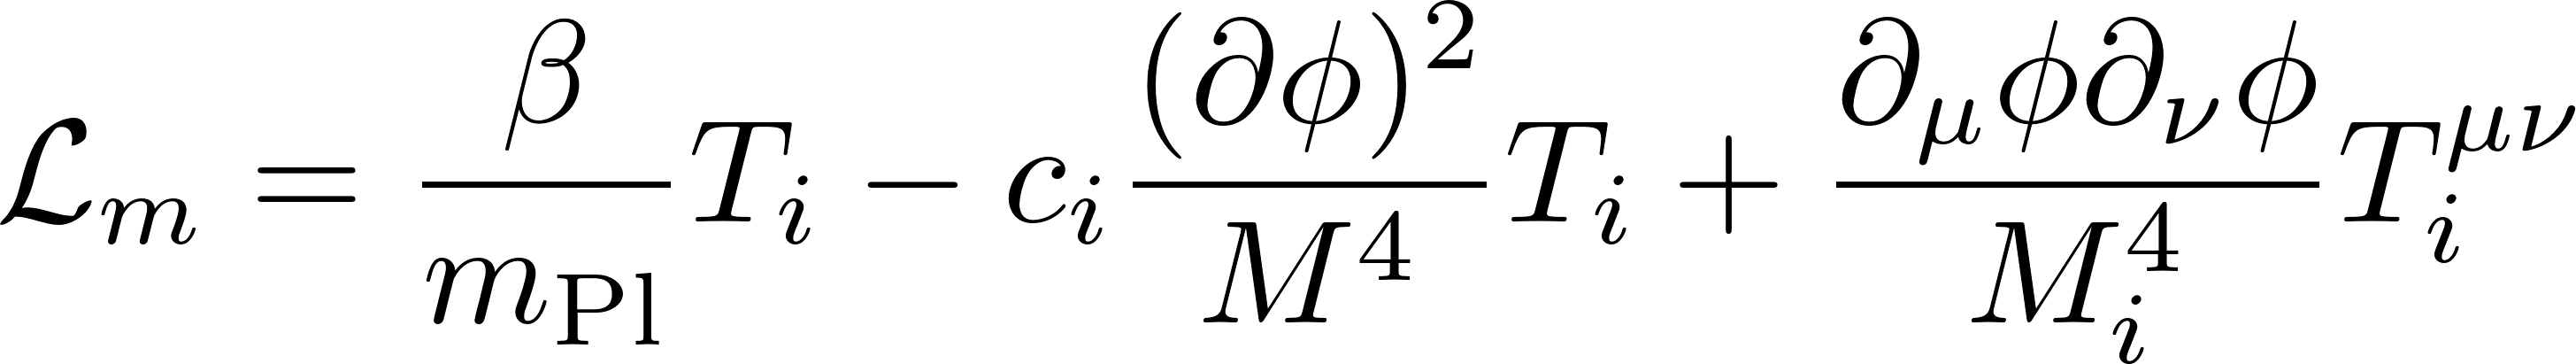 $\mathcal{L}_m = \frac{\beta}{m_{\mathrm{Pl}}} T_i - c_i \frac{(\partial\phi)^2}{M^4} T_i + \frac{\partial_\mu \phi \partial_\nu \phi}{M_i^4} T_i^{\mu\nu}$